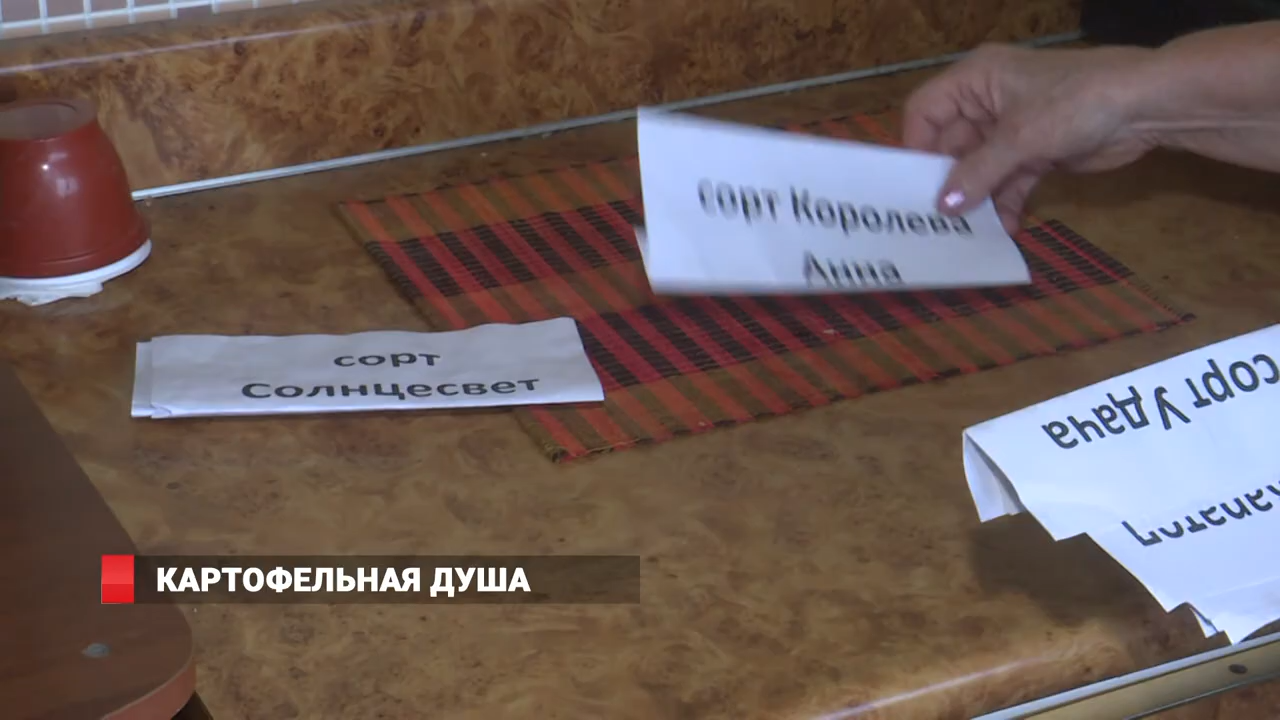 сорт Королева
Анна
сорт
Солнцесвет
сорт Удача
КАРТОФЕЛЬНАЯ ДУША